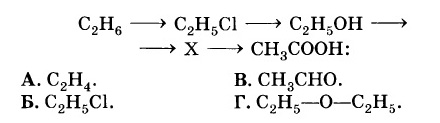 C₂H₆ ⟶ C₂H₅Cl ⟶ C₂H₅OH ⟶
⟶ X ⟶ CH₃COOH:
А. C₂H₄. В. CH₃CHO.
Б. C₂H₅Cl. Г. C₂H₅—O—C₂H₅.